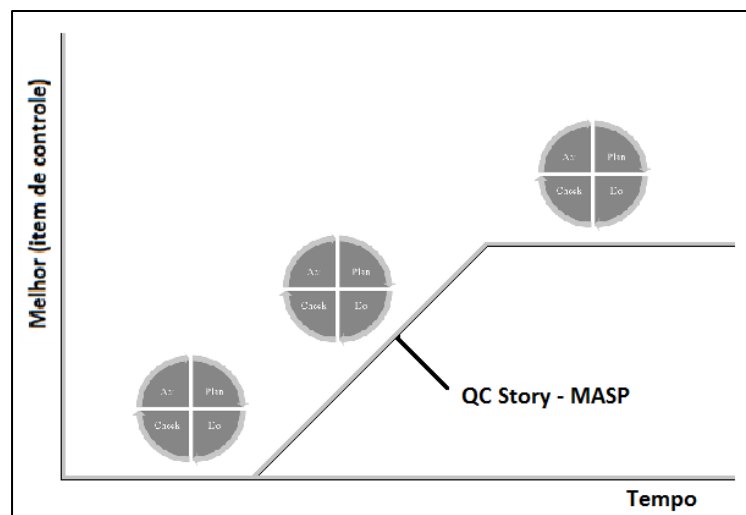 Melhor (item de controle)
Act Plan
Check Do
Act Plan
Check Do
Act Plan
Check Do
QC Story - MASP
Tempo